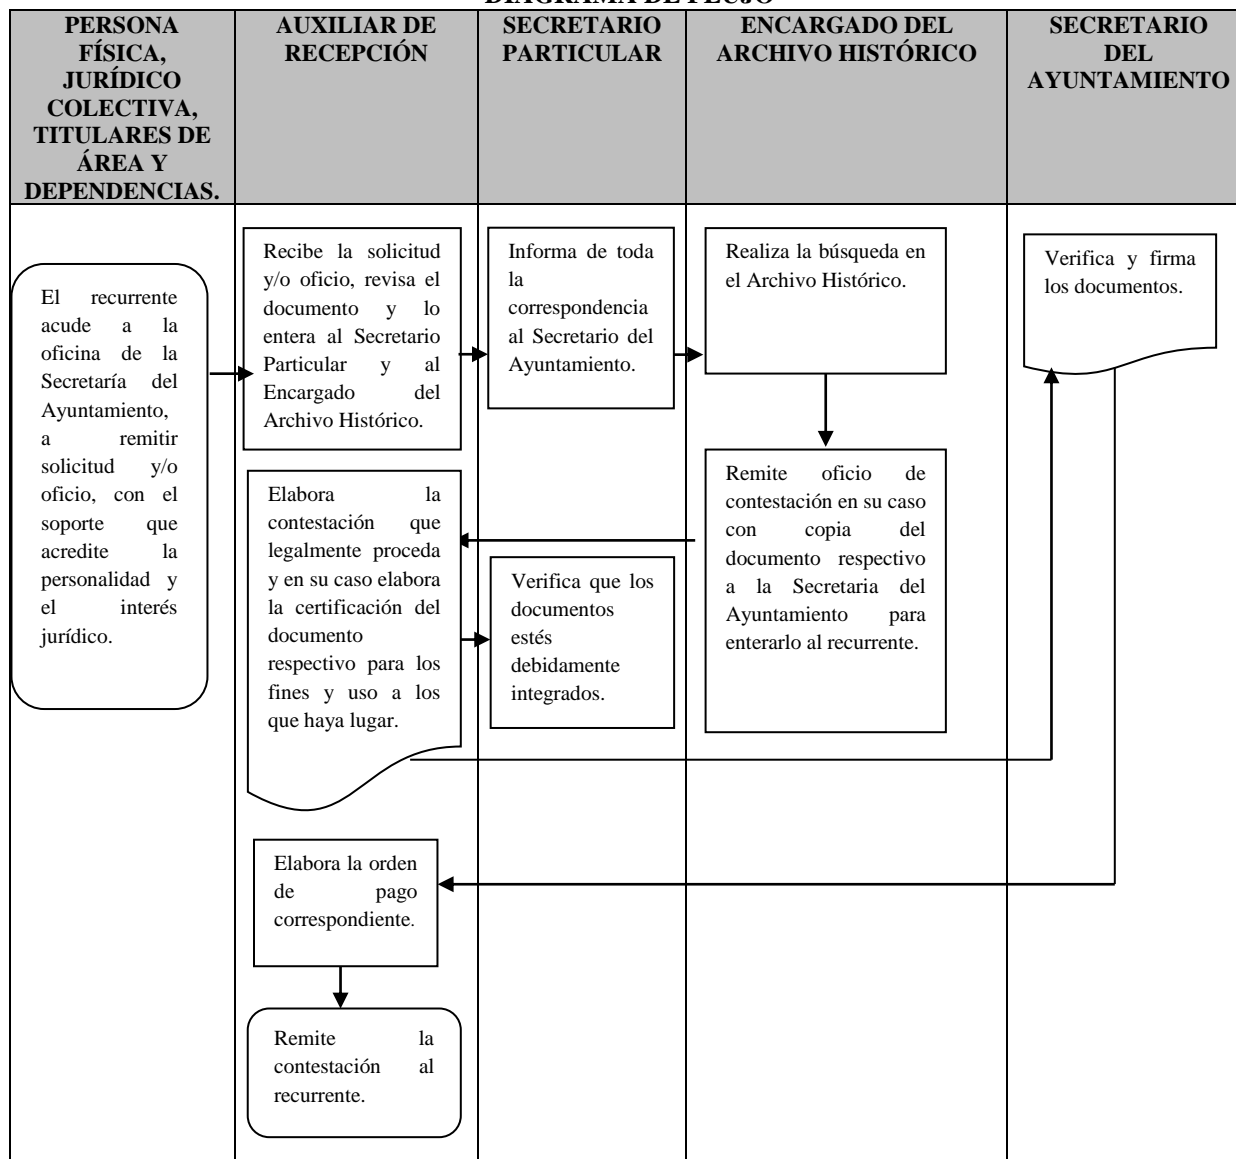 DIAGRAMA DE FLUJO
PERSONA
FÍSICA,
JURÍDICO
COLECTIVA,
TITULARES DE
ÁREA Y
DEPENDENCIAS.
AUXILIAR DE
RECEPCIÓN
SECRETARIO
PARTICULAR
ENCARGADO DEL
ARCHIVO HISTÓRICO
SECRETARIO
DEL
AYUNTAMIENTO
El recurrente
acude a la
oficina de la
Secretaría del
Ayuntamiento,
a remitir
solicitud y/o
oficio, con el
soporte que
acredite la
personalidad y
el interés
jurídico.
Recibe la solicitud
y/o oficio, revisa el
documento y lo
entera al Secretario
Particular y al
Encargado del
Archivo Histórico.
Informa de toda
la
correspondencia
al Secretario del
Ayuntamiento.
Realiza la búsqueda en
el Archivo Histórico.
Verifica y firma
los documentos.
Remite oficio de
contestación en su caso
con copia del
documento respectivo
a la Secretaria del
Ayuntamiento para
enterarlo al recurrente.
Elabora la
contestación que
legalmente proceda
y en su caso elabora
la certificación del
documento
respectivo para los
fines y uso a los
que haya lugar.
Verifica que los
documentos
estés
debidamente
integrados.
Elabora la orden
de pago
correspondiente.
Remite la
contestación al
recurrente.